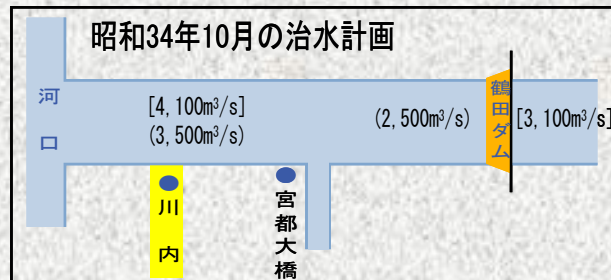 昭和34年10月の治水計画
河口
[4,100m³/s]
(3,500m³/s)
(2,500m³/s)
鶴田ダム
[3,100m³/s]
川内
宮都大橋